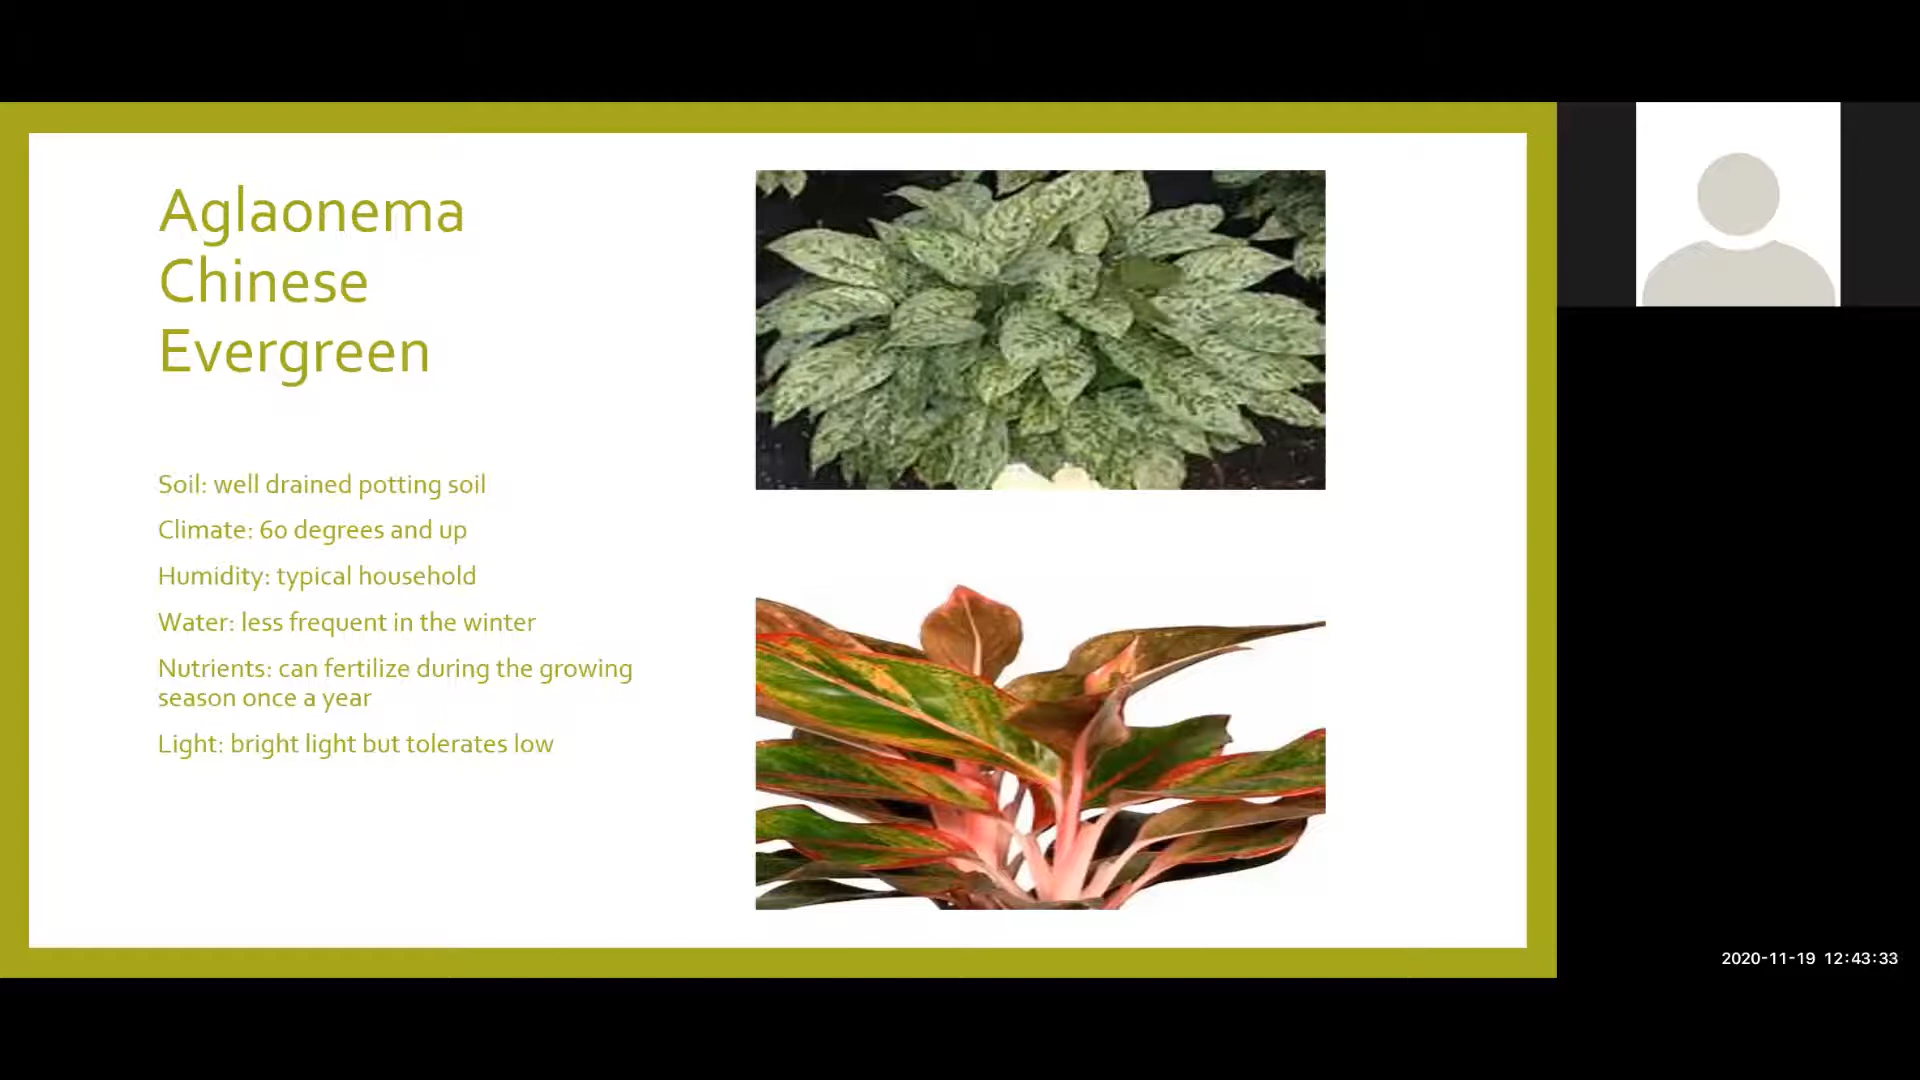 Aglaonema
Chinese
Evergreen
Soil: well drained potting soil
Climate: 60 degrees and up
Humidity: typical household
Water: less frequent in the winter
Nutrients: can fertilize during the growing
season once a year
Light: bright light but tolerates low
2020-11-19 12:43:33